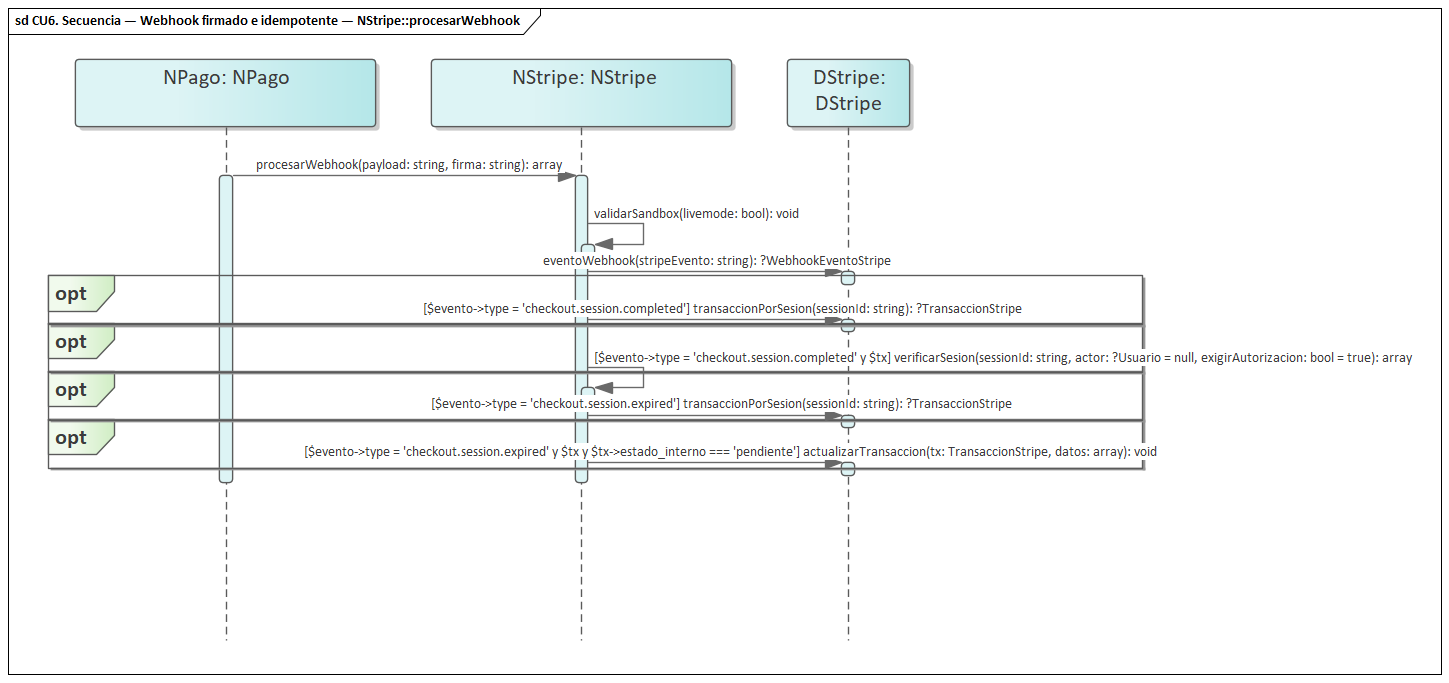 sd CU6. Secuencia — Webhook firmado e idempotente — NStripe::procesarWebhook
NPago: NPago
NStripe: NStripe
DStripe:
DStripe
procesarWebhook(payload: string, firma: string): array
validarSandbox(livemode: bool): void
eventoWebhook(stripeEvento: string): ?WebhookEventoStripe
opt
[$evento->type = 'checkout.session.completed'] transaccionPorSesion(sessionId: string): ?TransaccionStripe
opt
[$evento->type = 'checkout.session.completed' y $tx] verificarSesion(sessionId: string, actor: ?Usuario = null, exigirAutorizacion: bool = true): array
opt
[$evento->type = 'checkout.session.expired'] transaccionPorSesion(sessionId: string): ?TransaccionStripe
opt
[$evento->type = 'checkout.session.expired' y $tx y $tx->estado_interno === 'pendiente'] actualizarTransaccion(tx: TransaccionStripe, datos: array): void